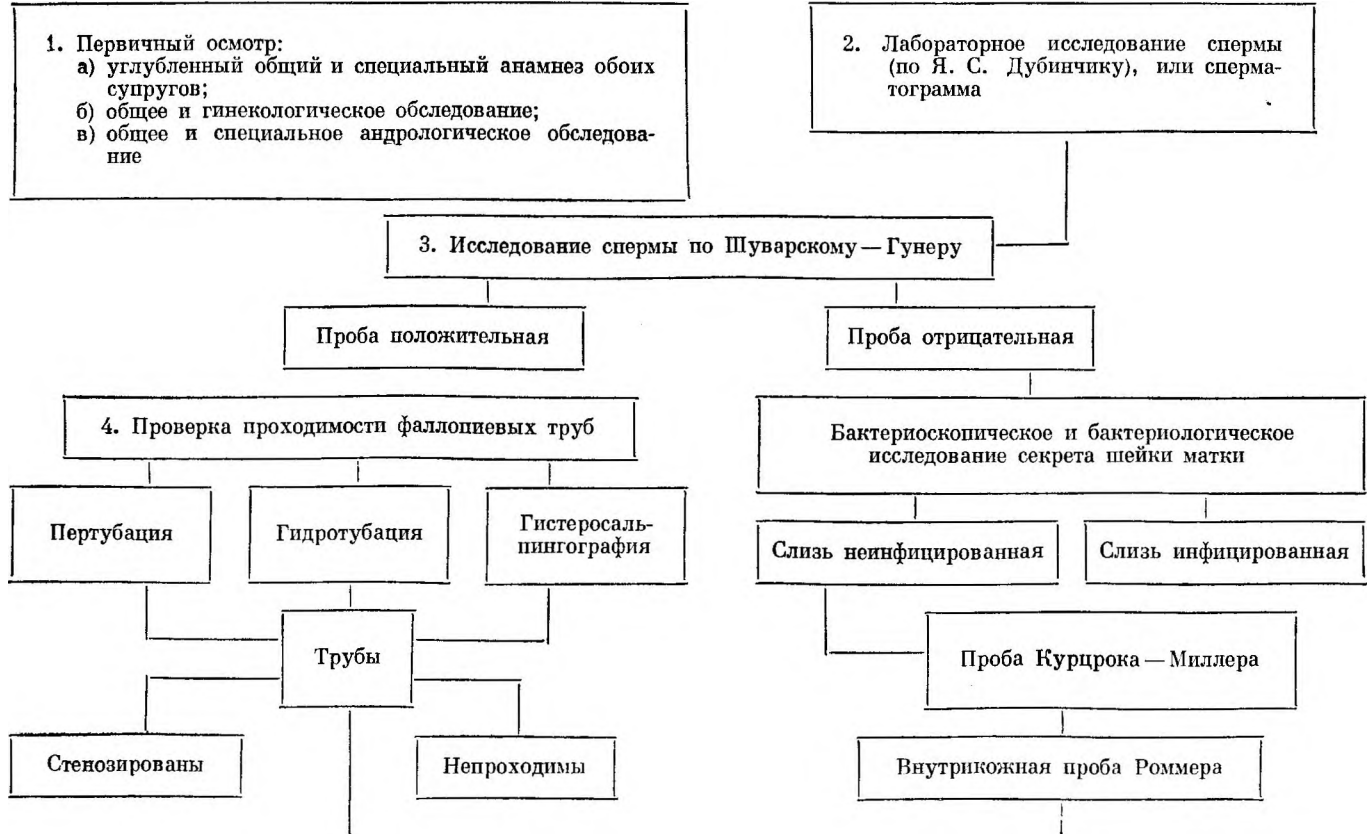 1. Первичный осмотр:
а) углубленный общий и специальный анамнез обоих
супругов;
б) общее и гинекологическое обследование;
в) общее и специальное андрологическое обследова-
ние
2. Лабораторное исследование спермы
(по Я. С. Дубинчику), или сперма-
тограмма
3. Исследование спермы по Шуварскому — Гунеру
Проба положительная
Проба отрицательная
4. Проверка проходимости фаллопиевых труб
Бактериоскопическое и бактериологическое
исследование секрета шейки матки
Пертубация
Гидротубация
Гистеросаль-
пингография
Слизь неинфицированная
Слизь инфицированная
Трубы
Проба Курцрока — Миллера
Стенозированы
Непроходимы
Внутрикожная проба Роммера